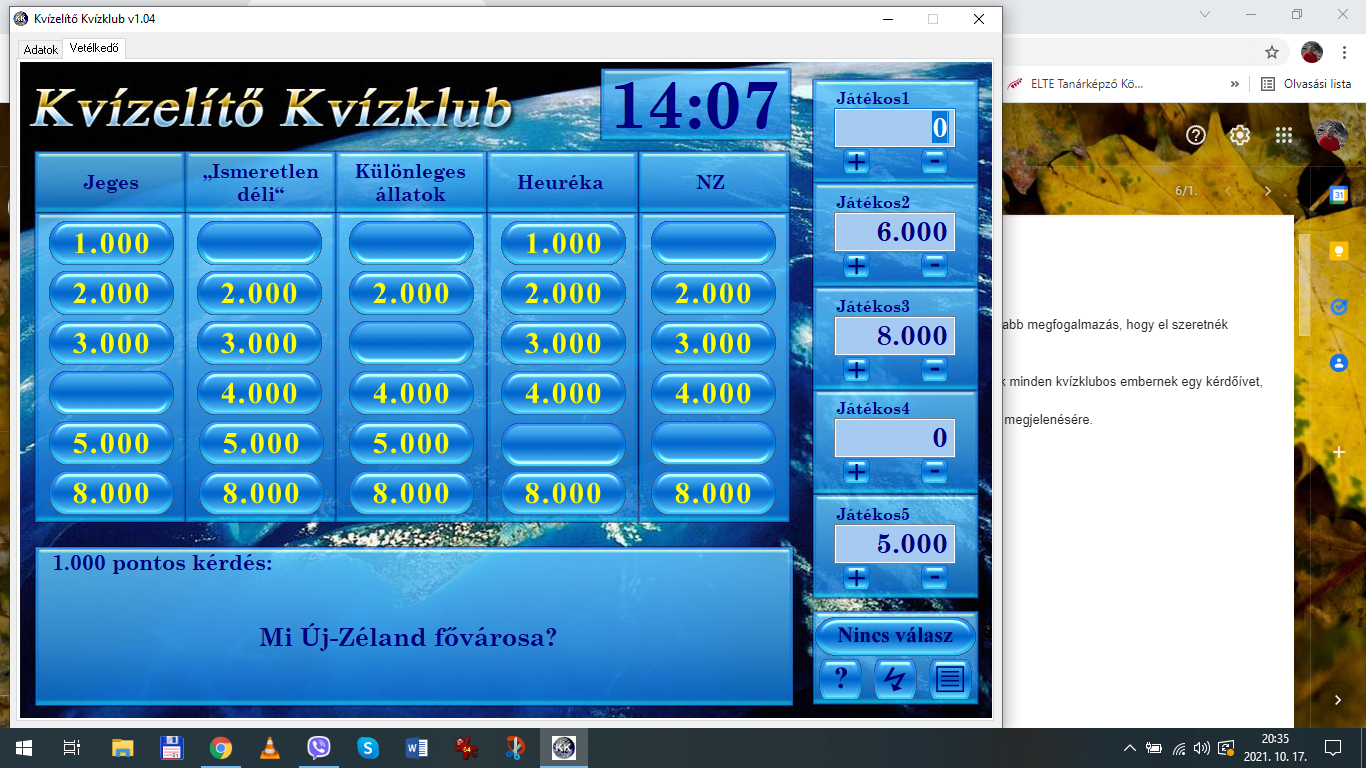 Kvízelítő Kvízklub v1.04
Adatok Vetélkedő
Kvízelítő Kvízklub
14:07
Jeges
„Ismeretlen déli“
Különleges állatok
Heuréka
NZ
1.000 1.000
2.000 2.000 2.000 2.000 2.000
3.000 3.000 3.000 3.000
4.000 4.000 4.000 4.000
5.000 5.000 5.000
8.000 8.000 8.000 8.000 8.000
1.000 pontos kérdés:
Mi Új-Zéland fővárosa?
Játékos1
0
+ -
Játékos2
6.000
+ -
Játékos3
8.000
+ -
Játékos4
0
+ -
Játékos5
5.000
+ -
Nincs válasz
?
ELTE Tanárképző Kö... » Olvasási lista
6/1.
31
abb megfogalmazás, hogy el szeretnék
k minden kvízklubos embernek egy kérdőívet,
megjelenésére.
20:35
2021. 10. 17.